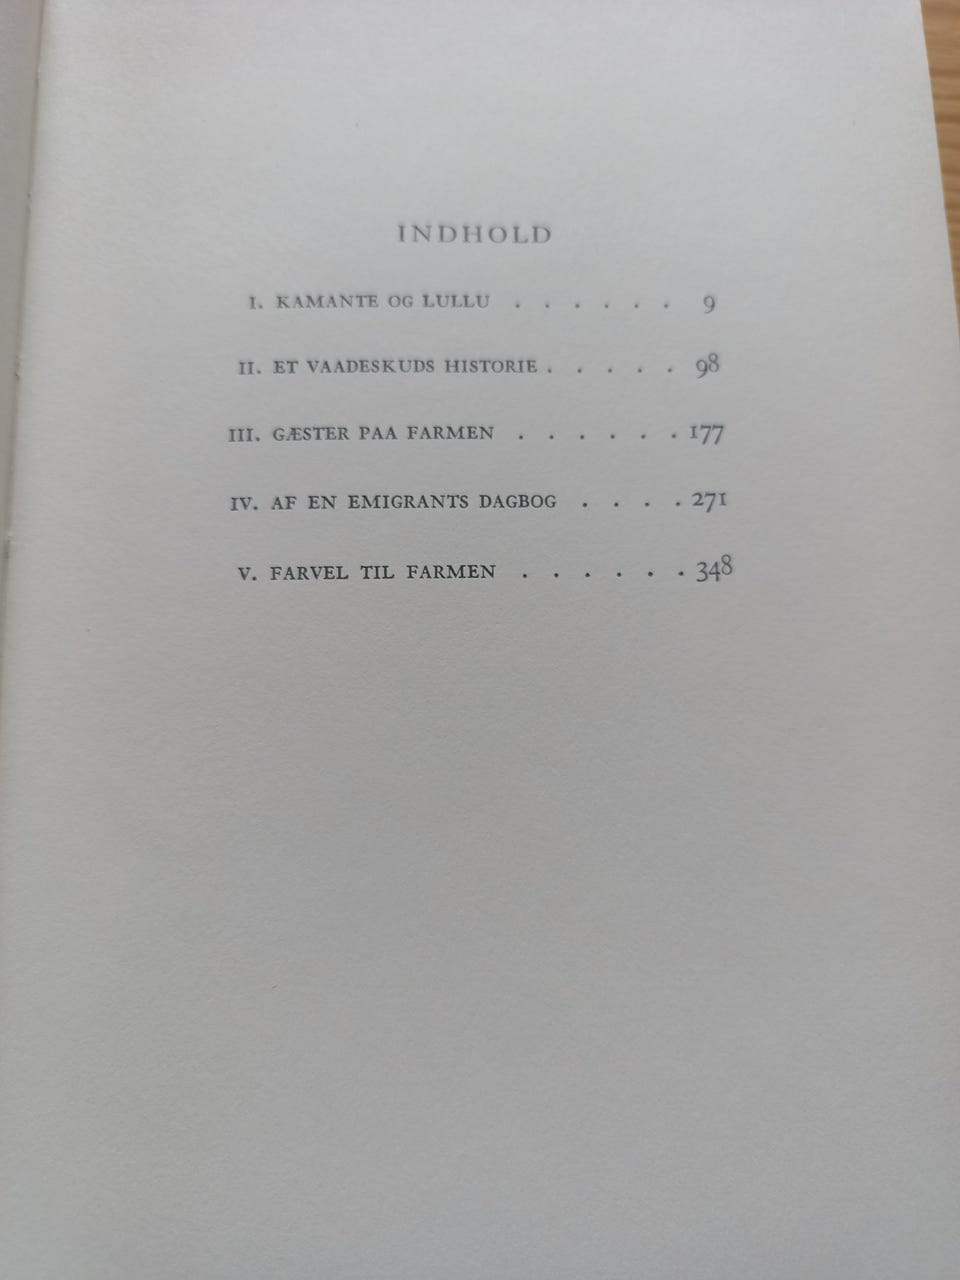 INDHOLD
I. KAMANTE OG LULLU . . . . . . 9
II. ET VAADESKUDS HISTORIE . . . . . 98
III. GÆSTER PAA FARMEN . . . . . . 177
IV. AF EN EMIGRANTS DAGBOG . . . . 271
V. FARVEL TIL FARMEN . . . . . . 348